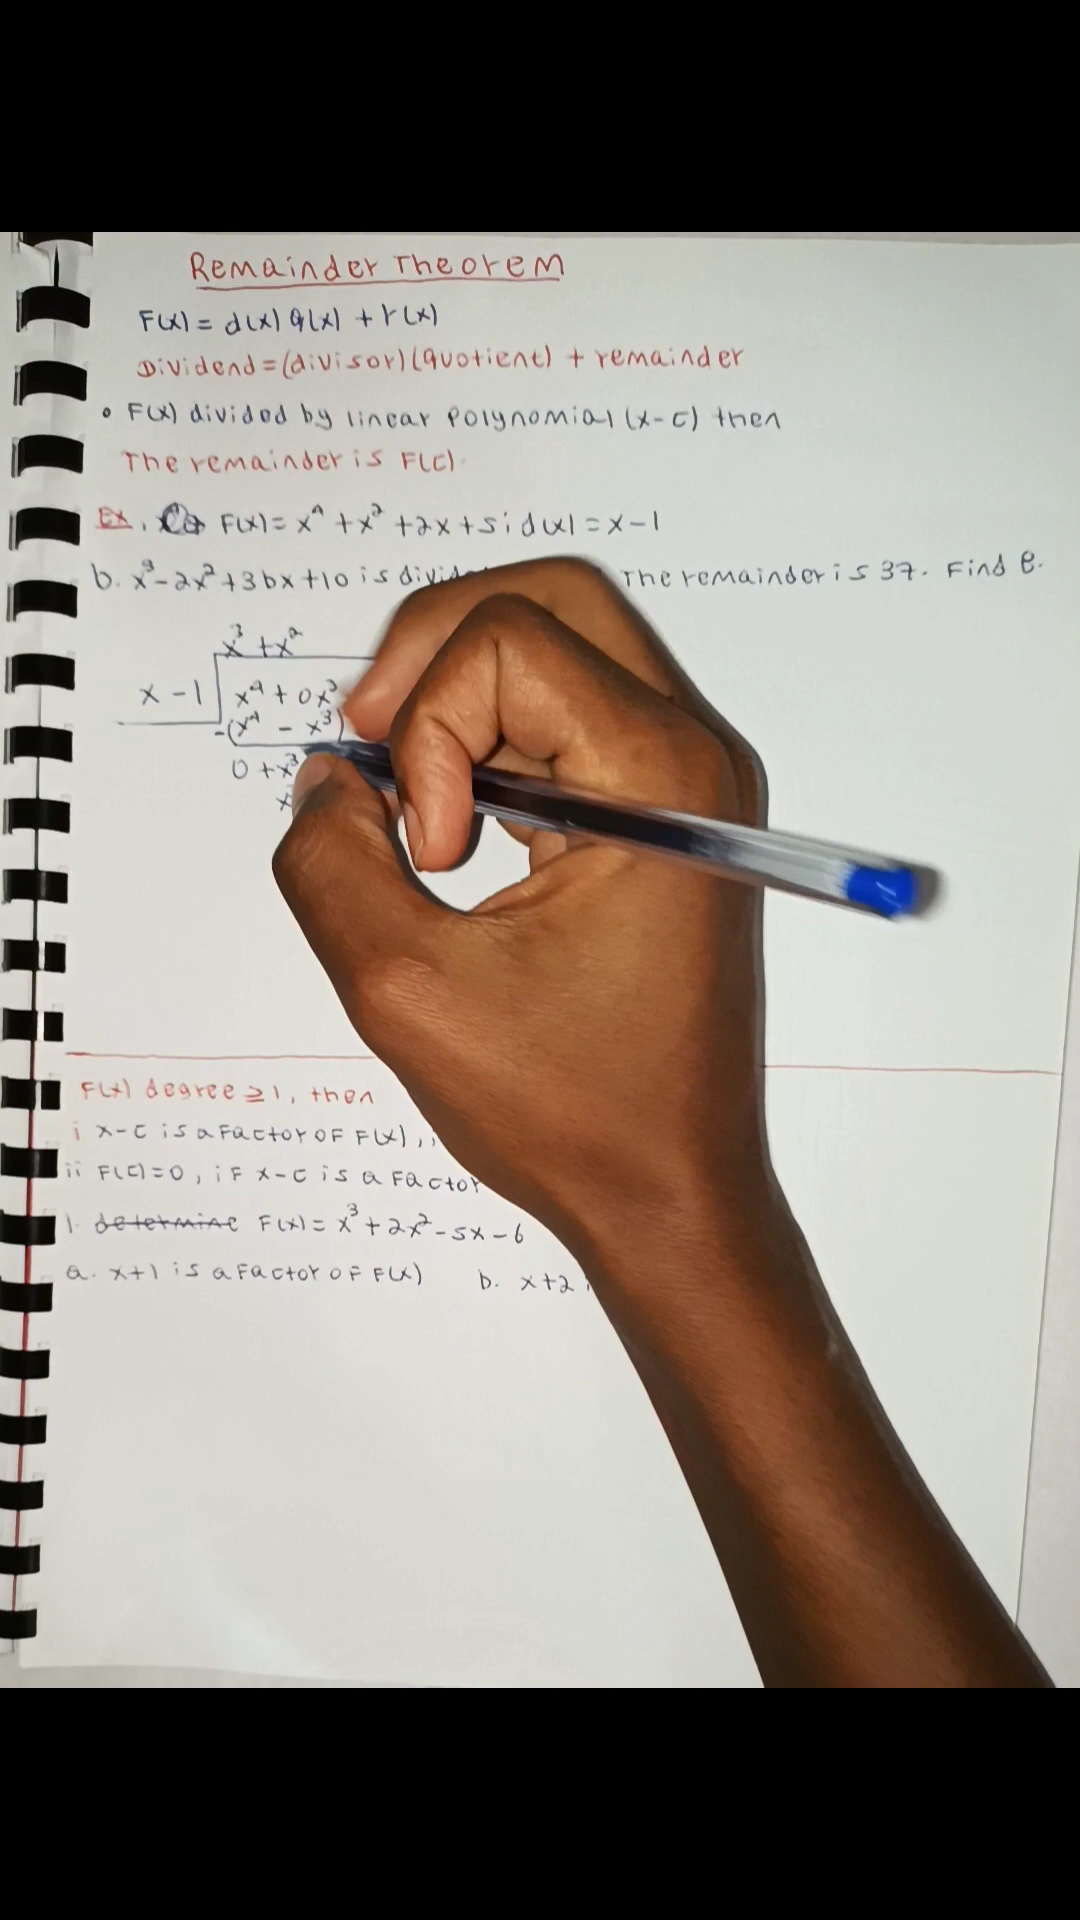 Remainder Theorem
F(x) = d(x) q(x) + r(x)
Dividend = (divisor) (quotient) + remainder
• F(x) divided by linear polynomial (x-c) then
The remainder is F(c).
Ex. F(x) = x⁴ + x² + 2x + 5 ; d(x) = x - 1
b. x³ - 2x² + 3bx + 10 is The remainder is 37. Find B.
x³ + x²
x - 1 x⁴ + 0x³
-(x⁴ - x³)
0 + x³
x
F(x) degree ≥ 1, then
i x-c is a factor of F(x),
ii F(c) = 0, if x-c is a factor
1. determine F(x) = x³ + 2x² - 5x - 6
a. x+1 is a factor of F(x) b. x+2